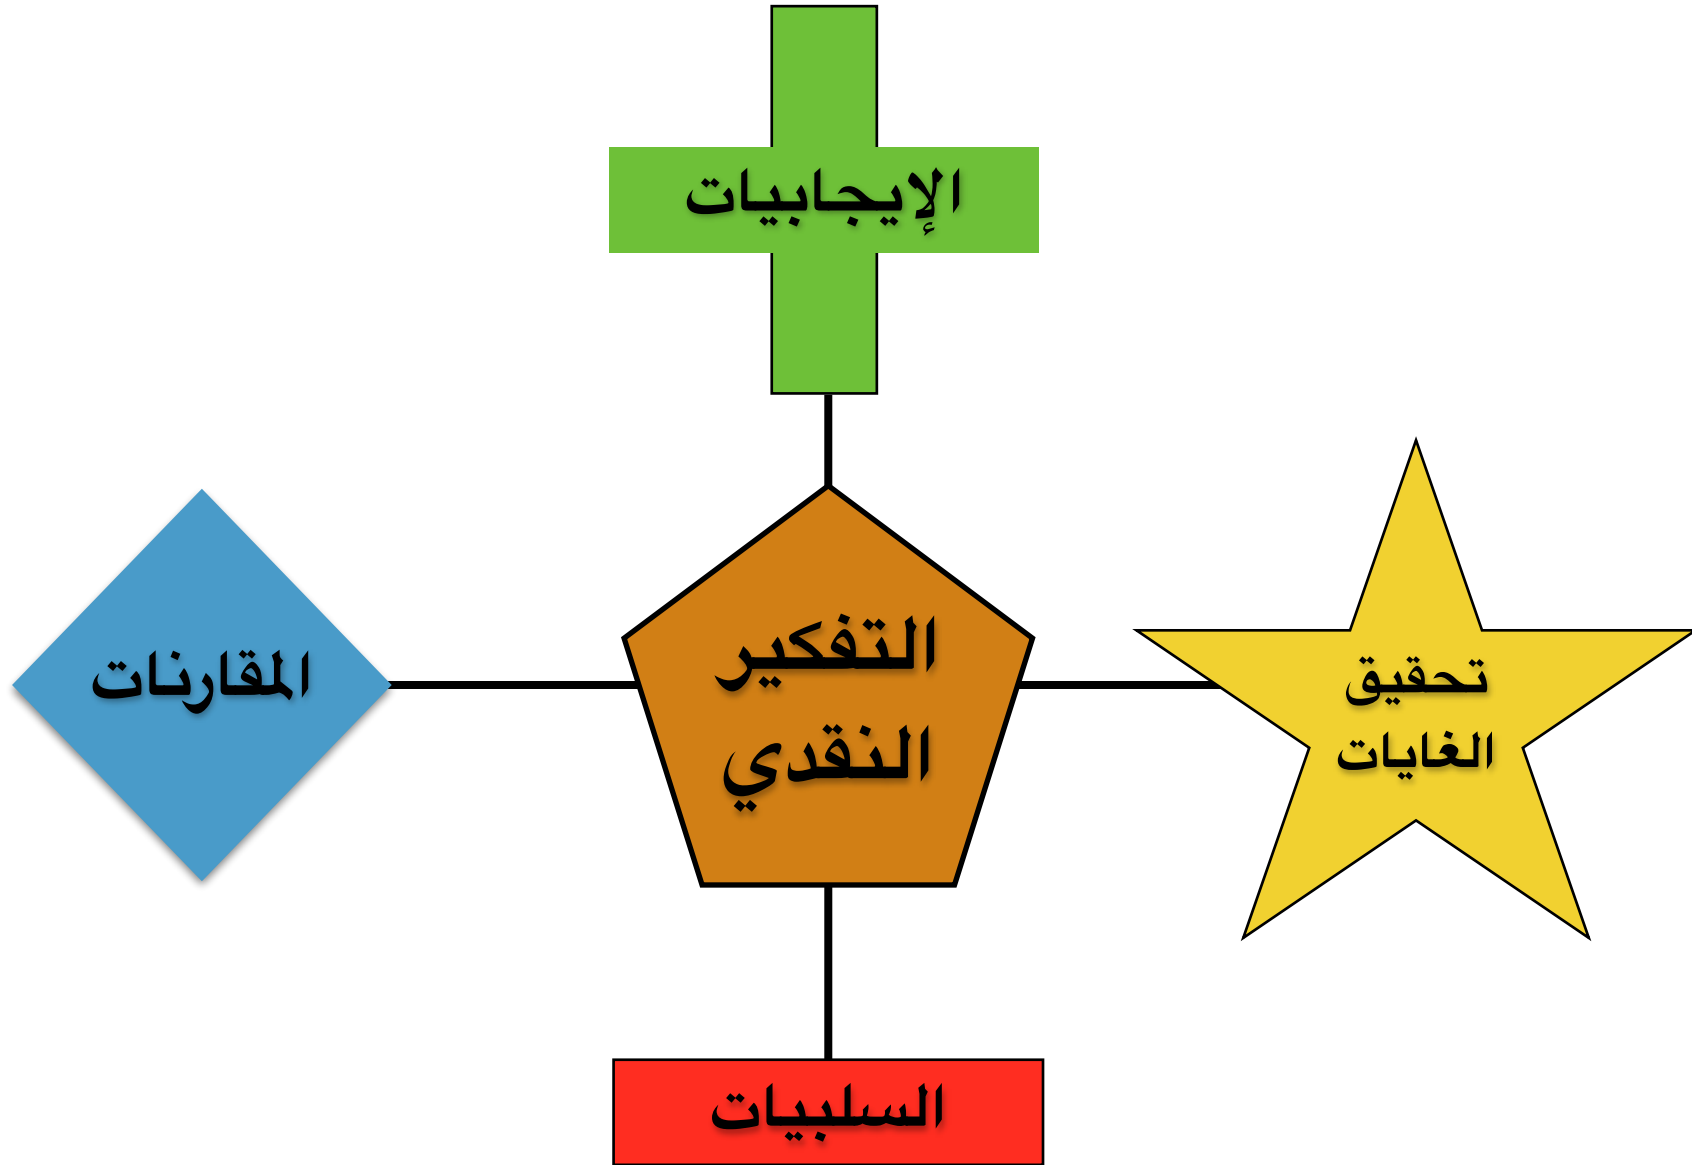 الإيجابيات
تحقيق
الغايات
التفكير
النقدي
المقارنات
السلبيات